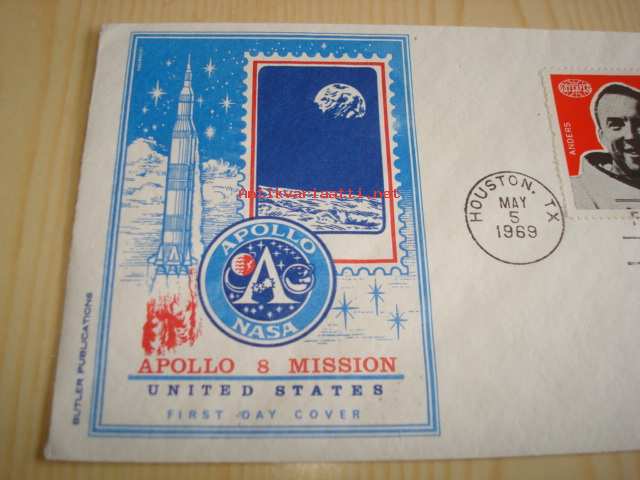 Antikvariaatti.net
APOLLO
NASA
APOLLO 8 MISSION
UNITED STATES
FIRST DAY COVER
BUTLER PUBLICATIONS
HOUSTON, TX
MAY
5
1969
ANDERS